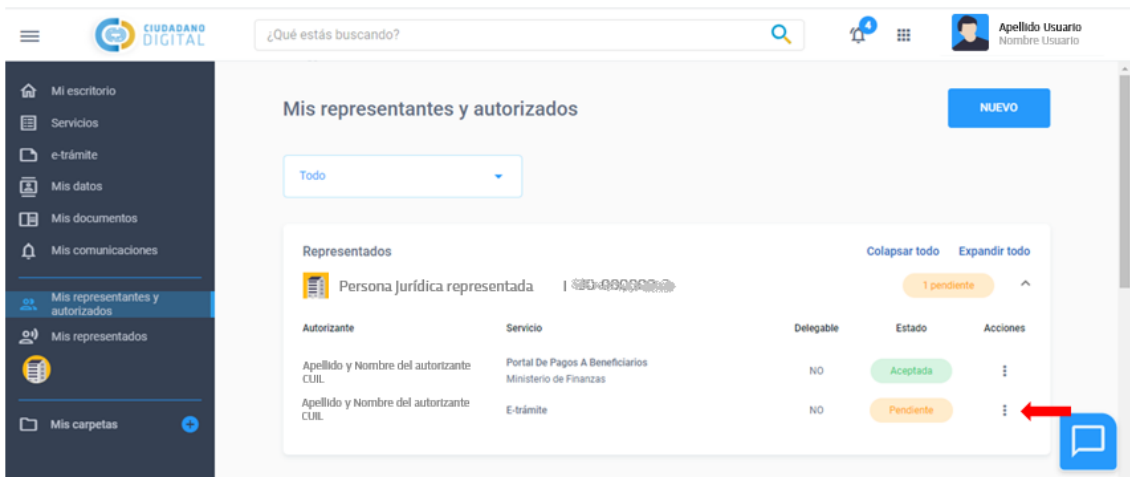 CIUDADANO
DIGITAL
¿Qué estás buscando?
4
Apellido Usuario
Nombre Usuario
Mi escritorio
Servicios
e-trámite
Mis datos
Mis documentos
Mis comunicaciones
Mis representantes y
autorizados
Mis representados
Mis carpetas
Mis representantes y autorizados
NUEVO
Todo
Representados
Colapsar todo
Expandir todo
Persona Jurídica representada
1 pendiente
Autorizante
Servicio
Delegable
Estado
Acciones
Apellido y Nombre del autorizante
CUIL
Portal De Pagos A Beneficiarios
Ministerio de Finanzas
NO
Aceptada
Apellido y Nombre del autorizante
CUIL
E-trámite
NO
Pendiente